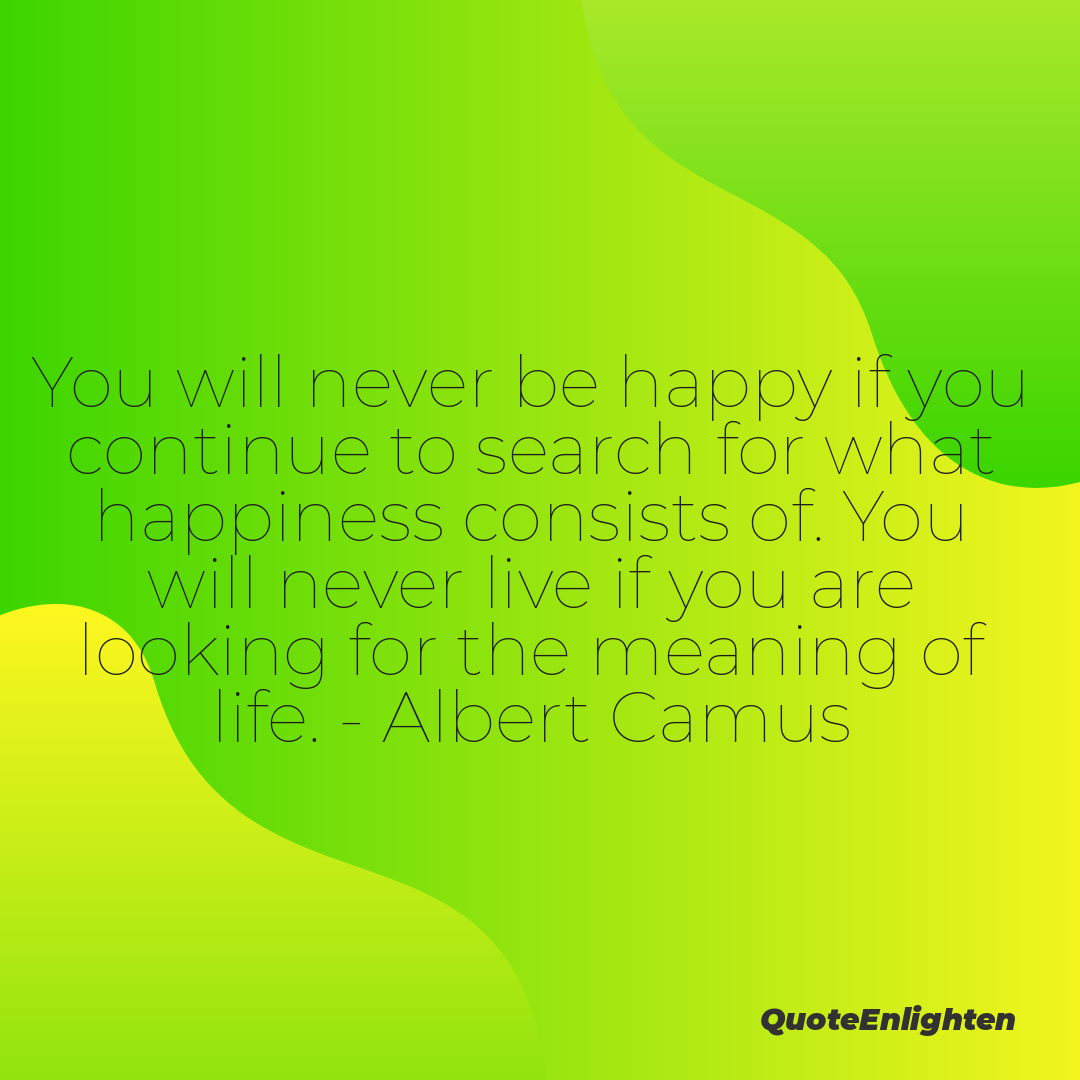 You will never be happy if you
continue to search for what
happiness consists of. You
will never live if you are
looking for the meaning of
life. - Albert Camus
QuoteEnlighten